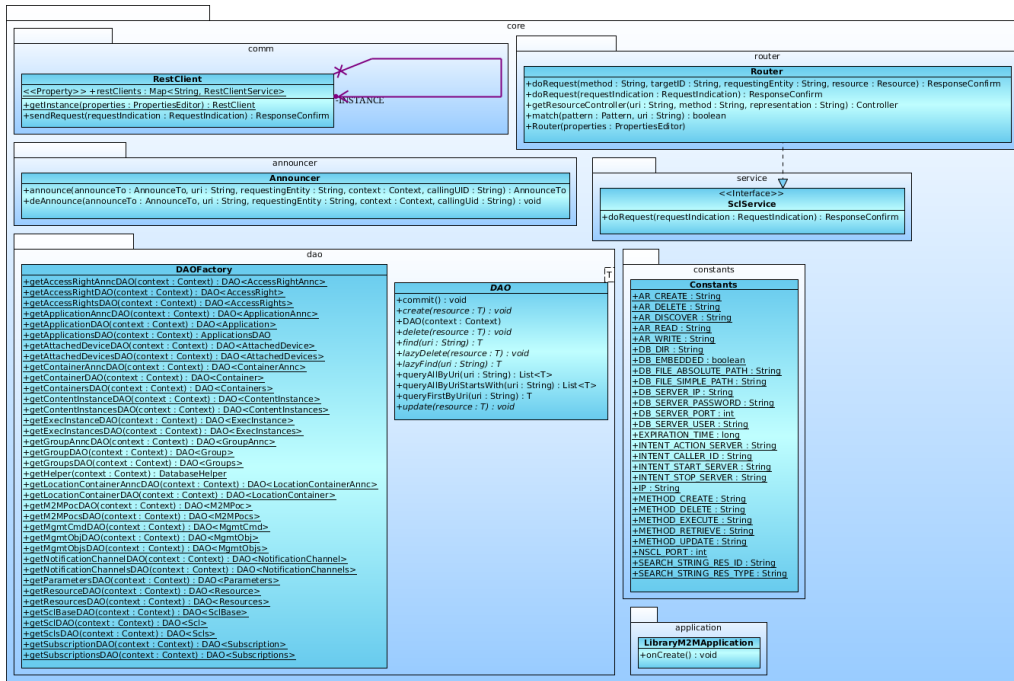 core
comm
RestClient
<<Property>> +restClients : Map<String, RestClientService>
+getInstance(properties : PropertiesEditor) : RestClient
+sendRequest(requestIndication : RequestIndication) : ResponseConfirm
-INSTANCE
router
Router
+doRequest(method : String, targetID : String, requestingEntity : String, resource : Resource) : ResponseConfirm
+doRequest(requestIndication : RequestIndication) : ResponseConfirm
+getResourceController(uri : String, method : String, representation : String) : Controller
+match(pattern : Pattern, uri : String) : boolean
+Router(properties : PropertiesEditor)
announcer
Announcer
+announce(announceTo : AnnounceTo, uri : String, requestingEntity : String, context : Context, callingUID : String) : AnnounceTo
+deAnnounce(announceTo : AnnounceTo, uri : String, requestingEntity : String, context : Context, callingUid : String) : void
service
<<Interface>>
SclService
+doRequest(requestIndication : RequestIndication) : ResponseConfirm
dao
DAOFactory
+getAccessRightAnncDAO(context : Context) : DAO<AccessRightAnnc>
+getAccessRightDAO(context : Context) : DAO<AccessRight>
+getAccessRightsDAO(context : Context) : DAO<AccessRights>
+getApplicationAnncDAO(context : Context) : DAO<ApplicationAnnc>
+getApplicationDAO(context : Context) : DAO<Application>
+getApplicationsDAO(context : Context) : ApplicationsDAO
+getAttachedDeviceDAO(context : Context) : DAO<AttachedDevice>
+getAttachedDevicesDAO(context : Context) : DAO<AttachedDevices>
+getContainerAnncDAO(context : Context) : DAO<ContainerAnnc>
+getContainerDAO(context : Context) : DAO<Container>
+getContainersDAO(context : Context) : DAO<Containers>
+getContentInstanceDAO(context : Context) : DAO<ContentInstance>
+getContentInstancesDAO(context : Context) : DAO<ContentInstances>
+getExecInstanceDAO(context : Context) : DAO<ExecInstance>
+getExecInstancesDAO(context : Context) : DAO<ExecInstances>
+getGroupAnncDAO(context : Context) : DAO<GroupAnnc>
+getGroupDAO(context : Context) : DAO<Group>
+getGroupsDAO(context : Context) : DAO<Groups>
+getHelper(context : Context) : DatabaseHelper
+getLocationContainerAnncDAO(context : Context) : DAO<LocationContainerAnnc>
+getLocationContainerDAO(context : Context) : DAO<LocationContainer>
+getM2MPocDAO(context : Context) : DAO<M2MPoc>
+getM2MPocsDAO(context : Context) : DAO<M2MPocs>
+getMgmtCmdDAO(context : Context) : DAO<MgmtCmd>
+getMgmtObjDAO(context : Context) : DAO<MgmtObj>
+getMgmtObjsDAO(context : Context) : DAO<MgmtObjs>
+getNotificationChannelDAO(context : Context) : DAO<NotificationChannel>
+getNotificationChannelsDAO(context : Context) : DAO<NotificationChannels>
+getParametersDAO(context : Context) : DAO<Parameters>
+getResourceDAO(context : Context) : DAO<Resource>
+getResourcesDAO(context : Context) : DAO<Resources>
+getSclBaseDAO(context : Context) : DAO<SclBase>
+getSclDAO(context : Context) : DAO<Scl>
+getSclsDAO(context : Context) : DAO<Scls>
+getSubscriptionDAO(context : Context) : DAO<Subscription>
+getSubscriptionsDAO(context : Context) : DAO<Subscriptions>
T
DAO
+commit() : void
+create(resource : T) : void
+DAO(context : Context)
+delete(resource : T) : void
+find(uri : String) : T
+lazyDelete(resource : T) : void
+lazyFind(uri : String) : T
+queryAllByUri(uri : String) : List<T>
+queryAllByUriStartsWith(uri : String) : List<T>
+queryFirstByUri(uri : String) : T
+update(resource : T) : void
constants
Constants
+AR_CREATE : String
+AR_DELETE : String
+AR_DISCOVER : String
+AR_READ : String
+AR_WRITE : String
+DB_DIR : String
+DB_EMBEDDED : boolean
+DB_FILE_ABSOLUTE_PATH : String
+DB_FILE_SIMPLE_PATH : String
+DB_SERVER_IP : String
+DB_SERVER_PASSWORD : String
+DB_SERVER_PORT : int
+DB_SERVER_USER : String
+EXPIRATION_TIME : long
+INTENT_ACTION_SERVER : String
+INTENT_CALLER_ID : String
+INTENT_START_SERVER : String
+INTENT_STOP_SERVER : String
+IP : String
+METHOD_CREATE : String
+METHOD_DELETE : String
+METHOD_EXECUTE : String
+METHOD_RETRIEVE : String
+METHOD_UPDATE : String
+NSCL_PORT : int
+SEARCH_STRING_RES_ID : String
+SEARCH_STRING_RES_TYPE : String
application
LibraryM2MApplication
+onCreate() : void